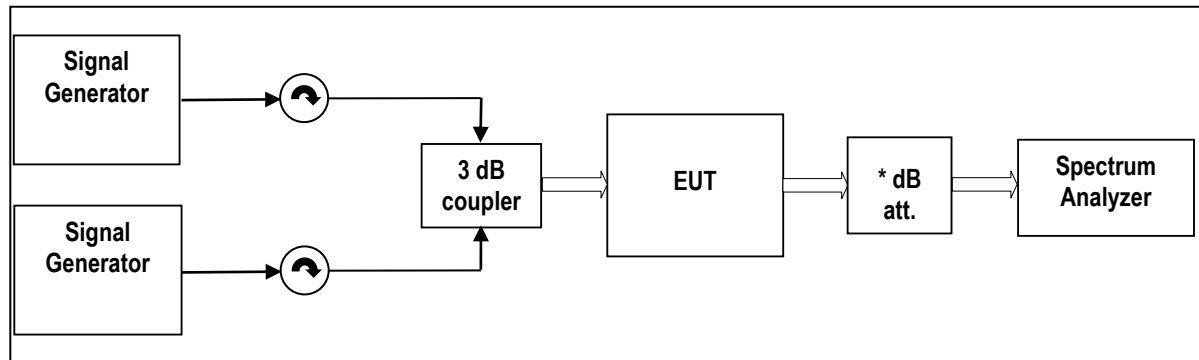 Signal
Generator
3 dB
coupler
EUT
* dB
att.
Spectrum
Analyzer
Signal
Generator